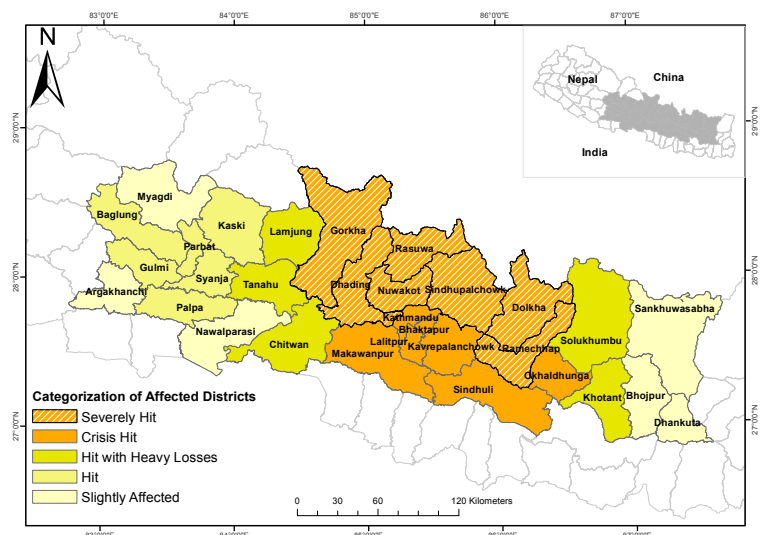 83°0'0"E 84°0'0"E 85°0'0"E 86°0'0"E 87°0'0"E
N
Nepal
China
India
29°0'0"N
29°0'0"N
Myagdi
Baglung
Kaski
Lamjung
Gorkha
Parbat
Rasuwa
Gulmi
Syanja
Tanahu
Dhading
Nuwakot
Sindhupalchowk
28°0'0"N
28°0'0"N
Argakhanchi
Palpa
Dolkha
Sankhuwasabha
Nawalparasi
Kathmandu
Bhaktapur
Lalitpur
Kavrepalanchowk
Ramechhap
Solukhumbu
Chitwan
Makawanpur
Okhaldhunga
Sindhuli
Khotant
Bhojpur
Dhankuta
27°0'0"N
27°0'0"N
Categorization of Affected Districts
Severely Hit
Crisis Hit
Hit with Heavy Losses
Hit
Slightly Affected
0 30 60 120 Kilometers